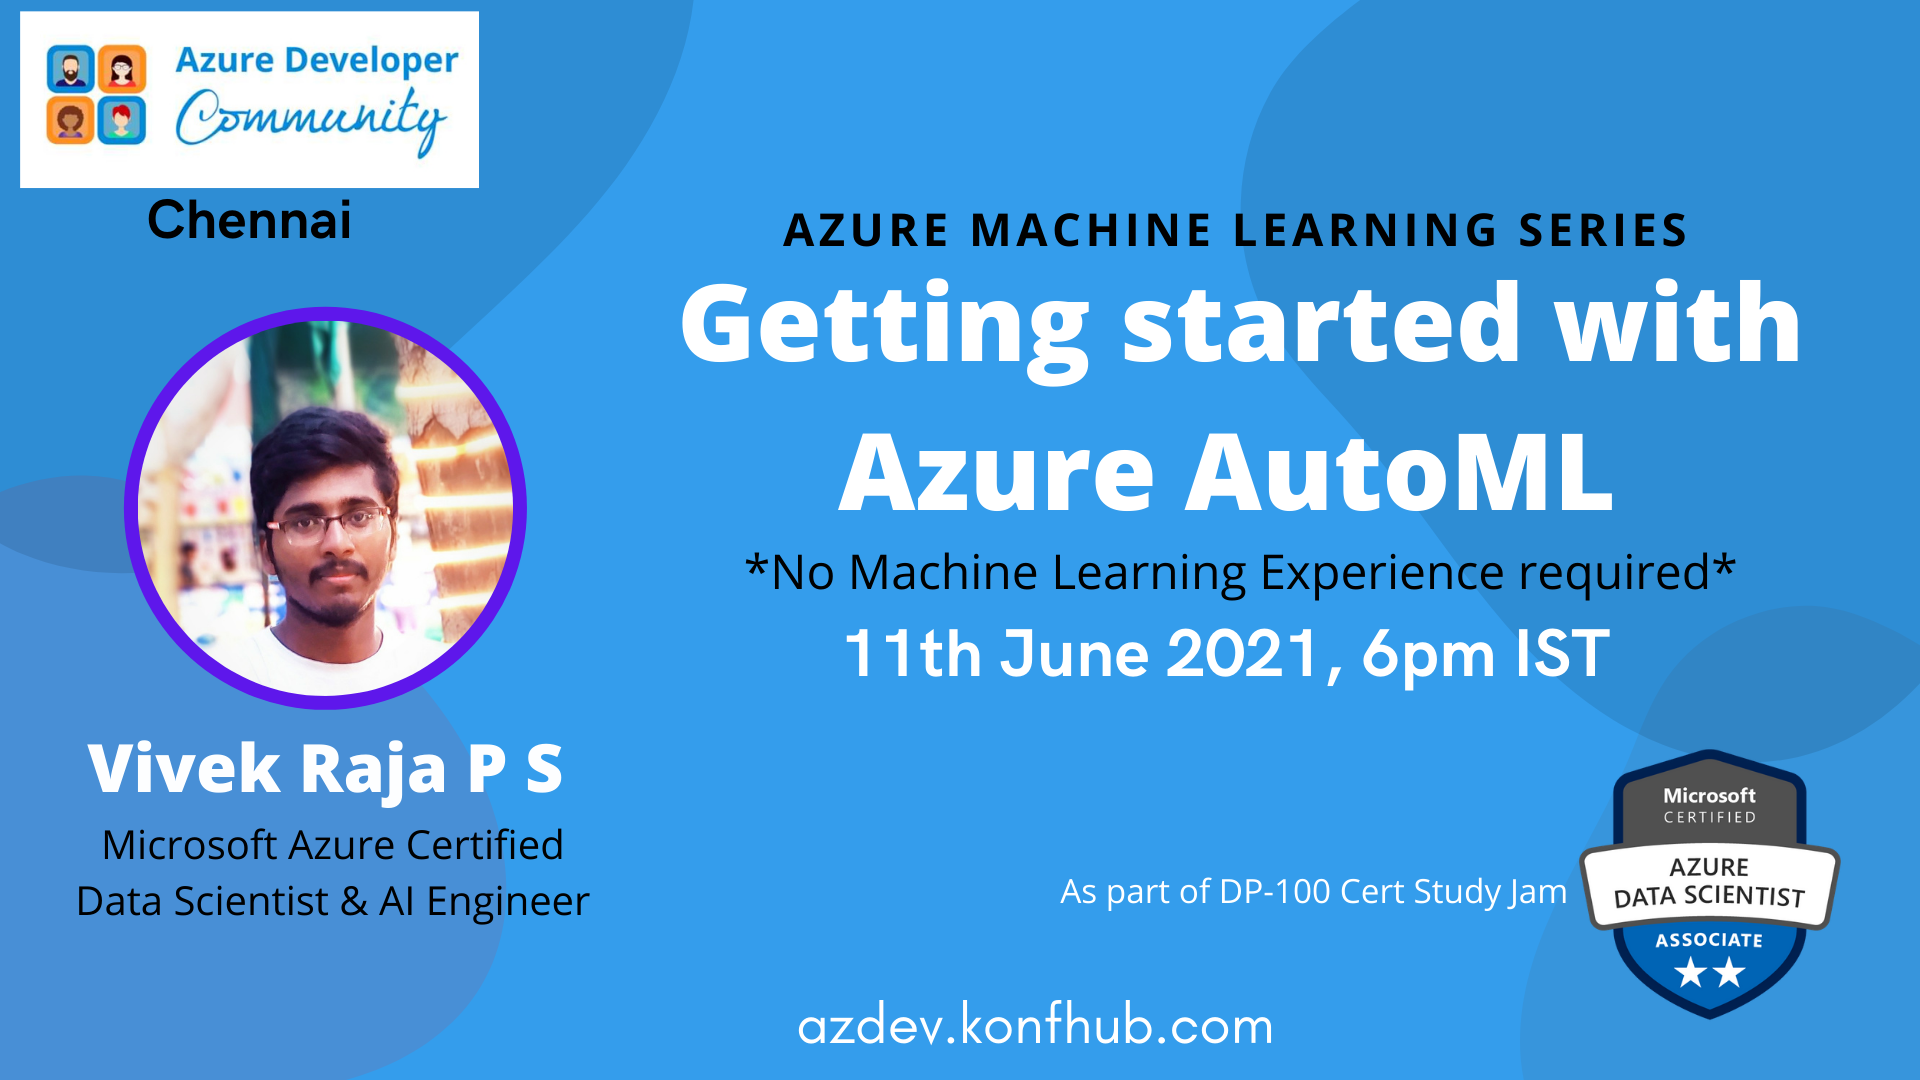 Azure Developer
Community
Chennai
AZURE MACHINE LEARNING SERIES
Getting started with
Azure AutoML
*No Machine Learning Experience required*
11th June 2021, 6pm IST
Vivek Raja P S
Microsoft Azure Certified
Data Scientist & AI Engineer
As part of DP-100 Cert Study Jam
Microsoft
CERTIFIED
AZURE
DATA SCIENTIST
ASSOCIATE
azdev.konfhub.com